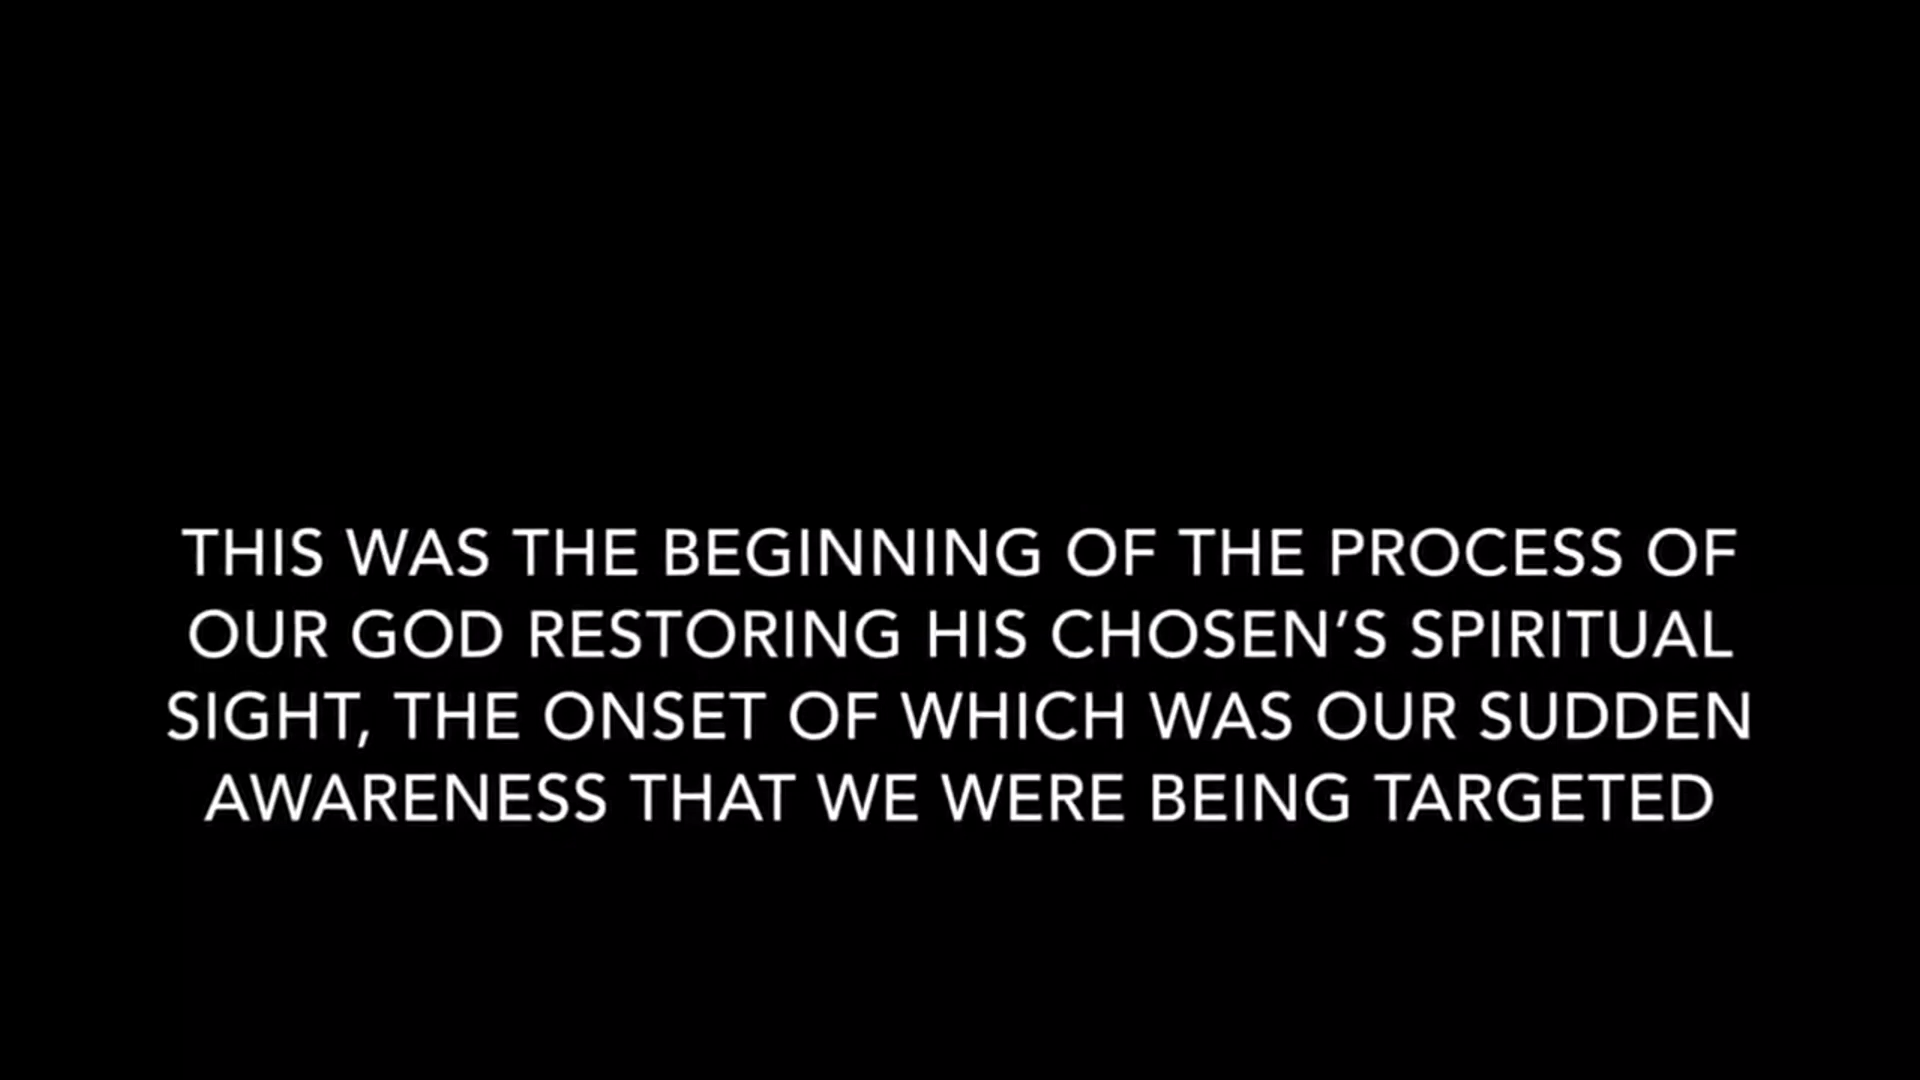 THIS WAS THE BEGINNING OF THE PROCESS OF
OUR GOD RESTORING HIS CHOSEN’S SPIRITUAL
SIGHT, THE ONSET OF WHICH WAS OUR SUDDEN
AWARENESS THAT WE WERE BEING TARGETED